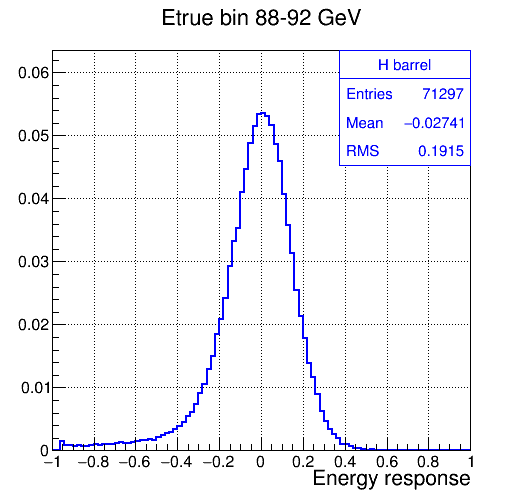 Etrue bin 88-92 GeV
H barrel
Entries 71297
Mean −0.02741
RMS 0.1915
0.06
0.05
0.04
0.03
0.02
0.01
0
−1 −0.8 −0.6 −0.4 −0.2 0 0.2 0.4 0.6 0.8 1
Energy response